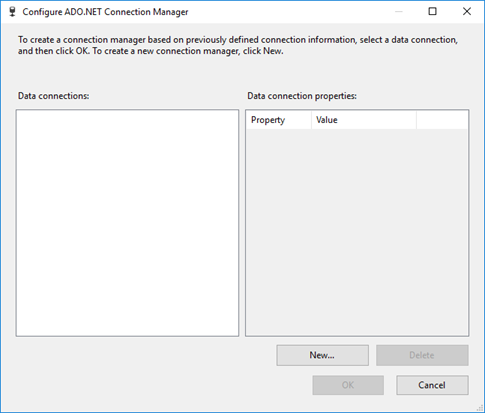 Configure ADO.NET Connection Manager
To create a connection manager based on previously defined connection information, select a data connection,
and then click OK. To create a new connection manager, click New.
Data connections:
Data connection properties:
Property Value
New... Delete
OK Cancel